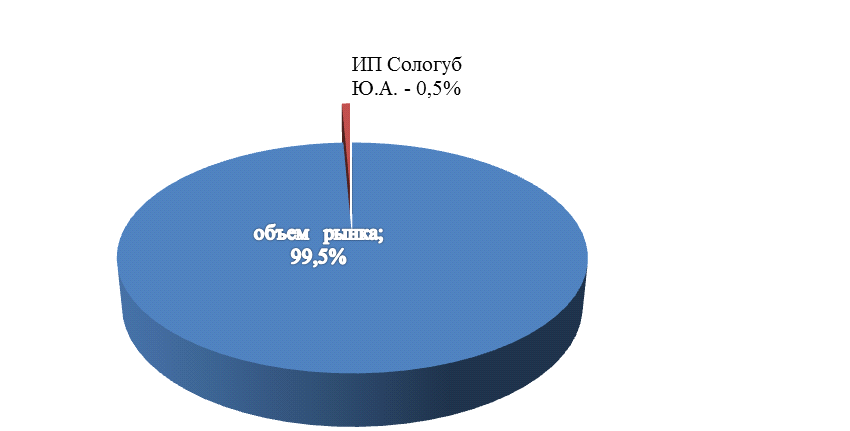 ИП Сологуб
Ю.А. - 0,5%
объем рынка;
99,5%